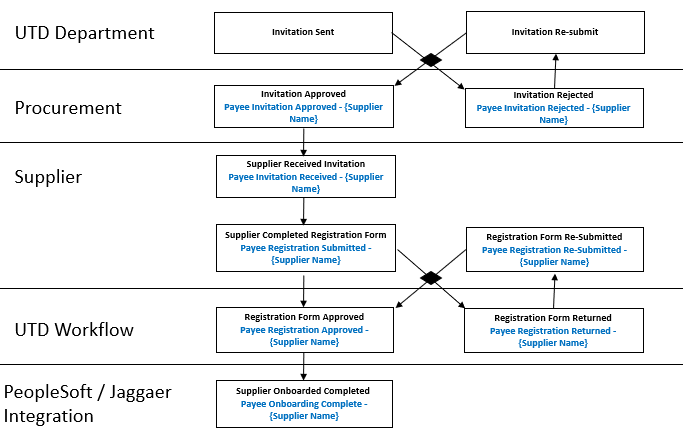 UTD Department
Invitation Sent
Invitation Re-submit
Procurement
Invitation Approved
Payee Invitation Approved - {Supplier
Name}
Invitation Rejected
Payee Invitation Rejected - {Supplier
Name}
Supplier
Supplier Received Invitation
Payee Invitation Received - {Supplier
Name}
Supplier Completed Registration Form
Payee Registration Submitted -
{Supplier Name}
Registration Form Re-Submitted
Payee Registration Re-Submitted -
{Supplier Name}
UTD Workflow
Registration Form Approved
Payee Registration Approved -
{Supplier Name}
Registration Form Returned
Payee Registration Returned -
{Supplier Name}
PeopleSoft / Jaggaer
Integration
Supplier Onboarded Completed
Payee Onboarding Complete -
{Supplier Name}